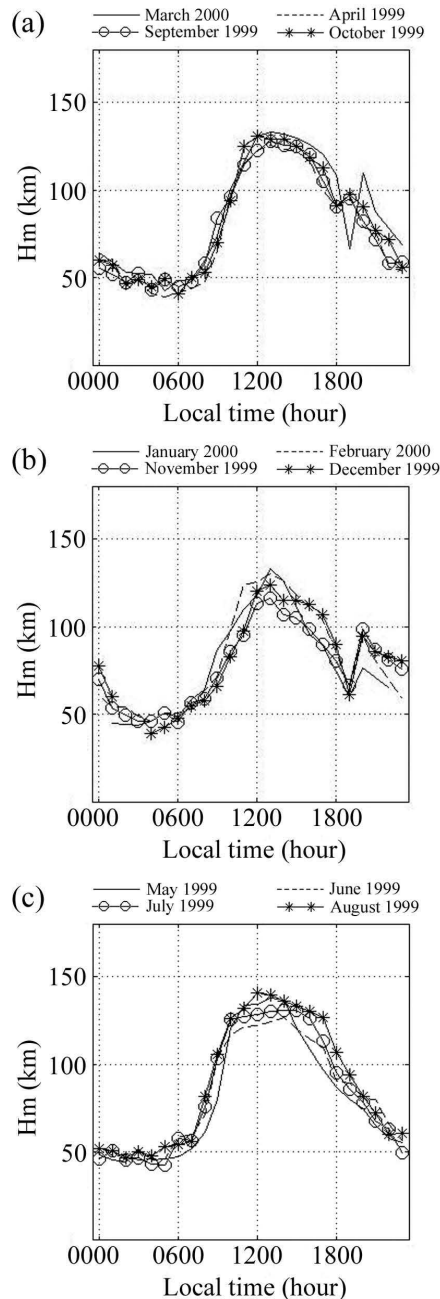 (a)
March 2000 April 1999
September 1999 October 1999
150
100
50
Hm (km)
0000 0600 1200 1800
Local time (hour)
(b)
January 2000 February 2000
November 1999 December 1999
150
100
50
Hm (km)
0000 0600 1200 1800
Local time (hour)
(c)
May 1999 June 1999
July 1999 August 1999
150
100
50
Hm (km)
0000 0600 1200 1800
Local time (hour)